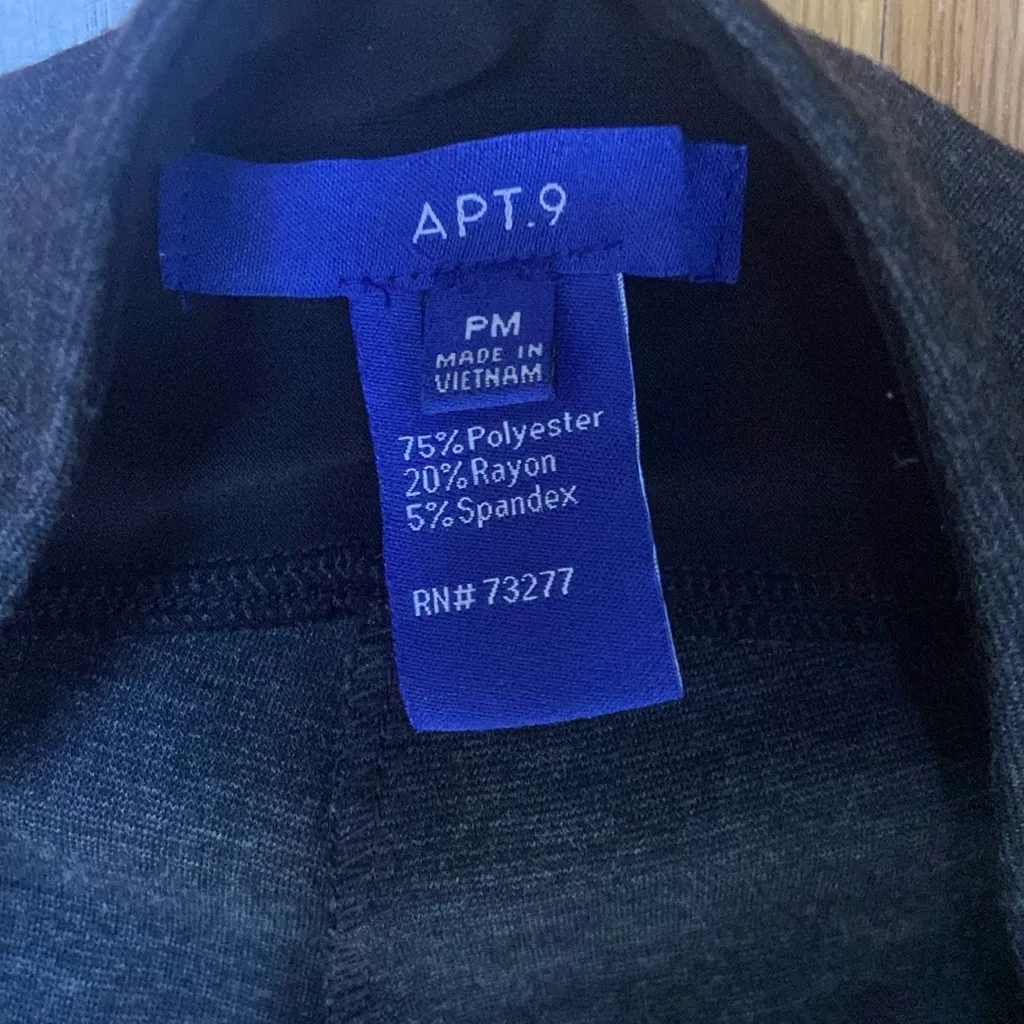 APT.9
PM
MADE IN
VIETNAM
75%Polyester
20%Rayon
5%Spandex
RN# 73277